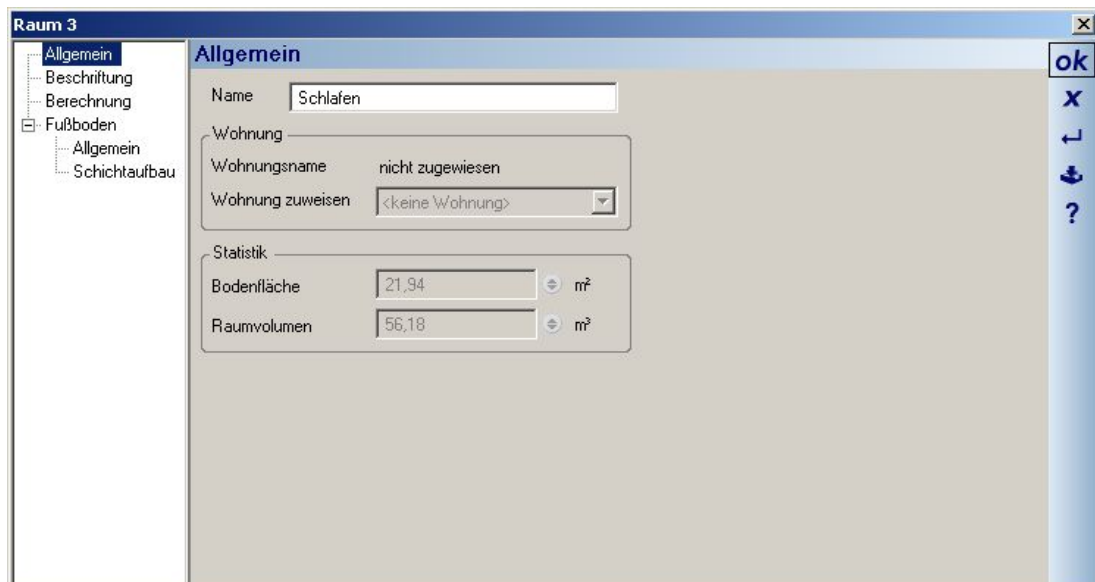 Raum 3
Allgemein
Beschriftung
Berechnung
Fußboden
Allgemein
Schichtaufbau
Allgemein
Name Schlafen
Wohnung
Wohnungsname nicht zugewiesen
Wohnung zuweisen <keine Wohnung>
Statistik
Bodenfläche 21,94 m²
Raumvolumen 56,18 m³
ok
x
?